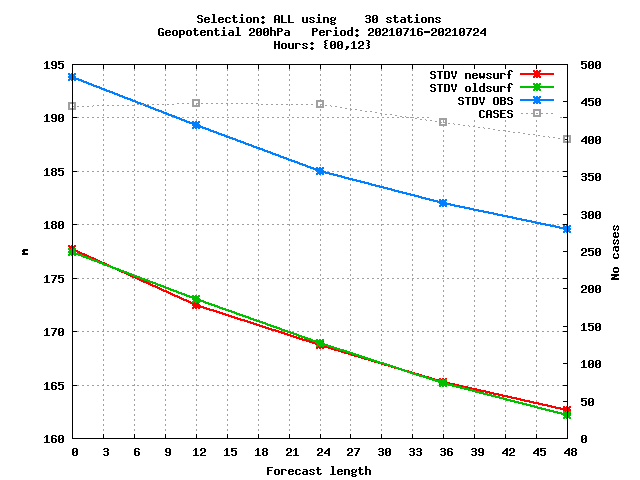 Selection: ALL using    30 stations
Geopotential 200hPa   Period: 20210716-20210724
Hours: {00,12}
STDV newsurf
STDV oldsurf
STDV OBS
CASES
195
190
185
180
175
170
165
160
m
500
450
400
350
300
250
200
150
100
50
0
No cases
0 3 6 9 12 15 18 21 24 27 30 33 36 39 42 45 48
Forecast length